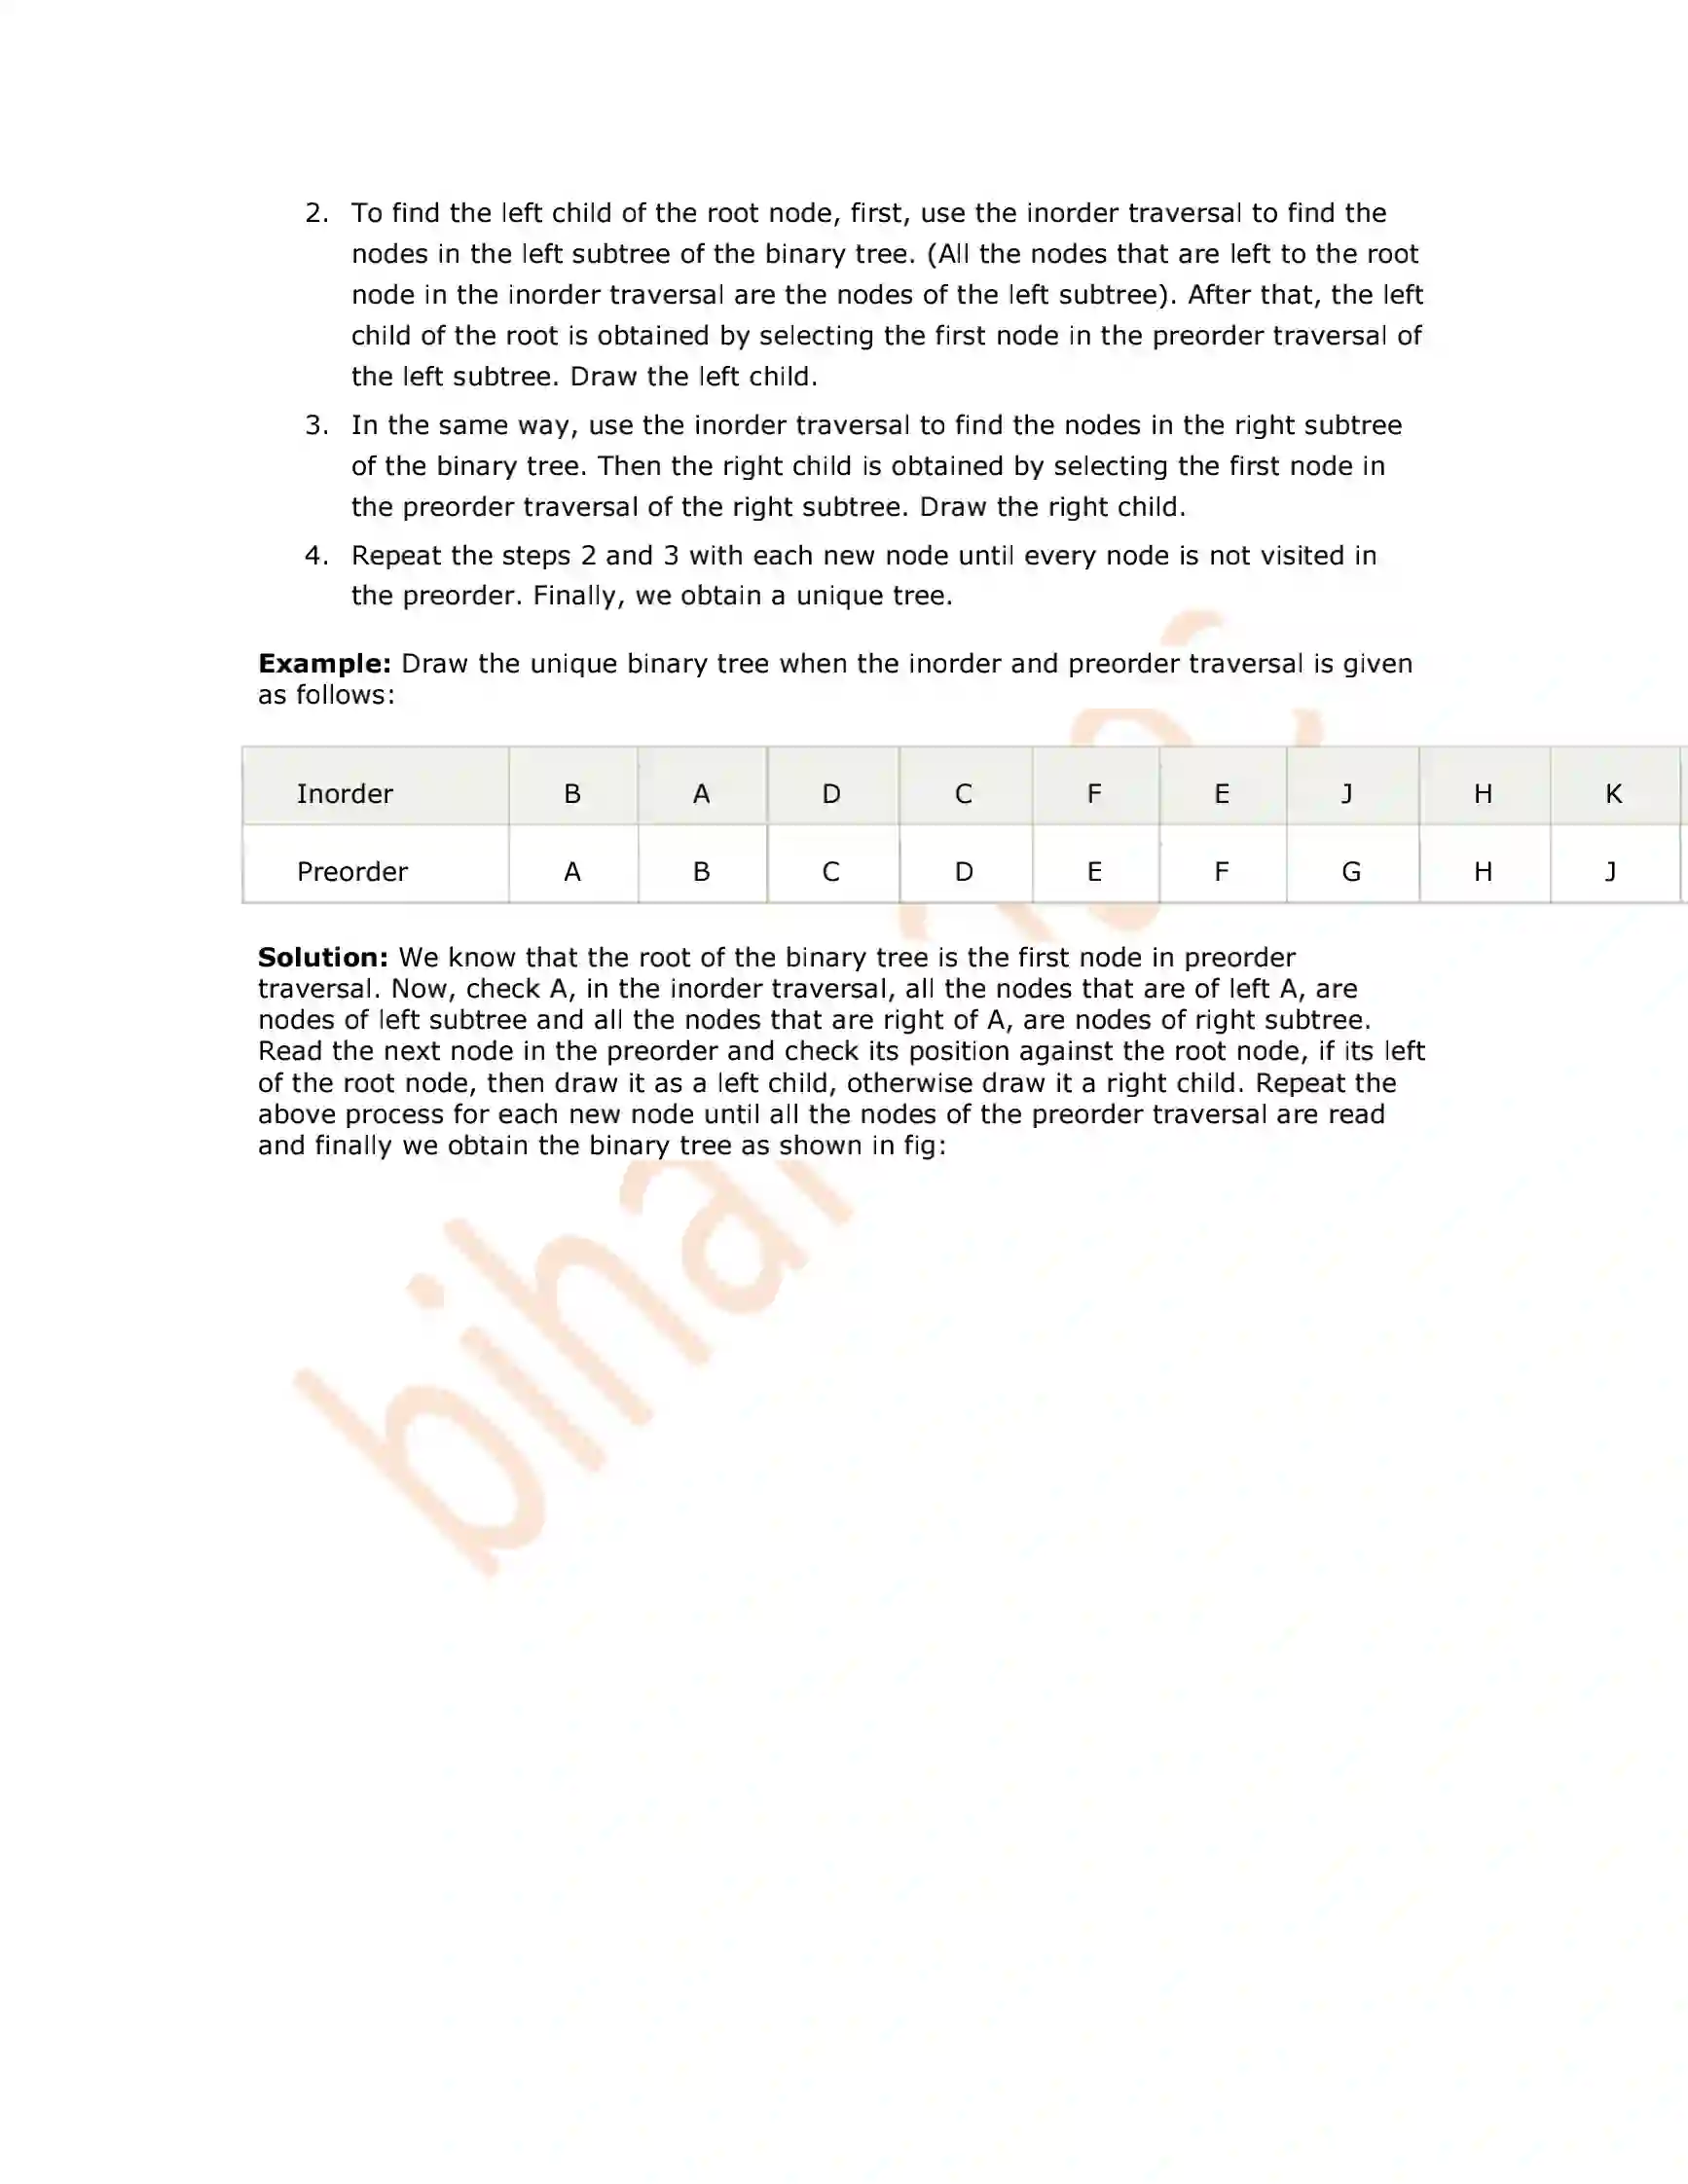 2. To find the left child of the root node, first, use the inorder traversal to find the
nodes in the left subtree of the binary tree. (All the nodes that are left to the root
node in the inorder traversal are the nodes of the left subtree). After that, the left
child of the root is obtained by selecting the first node in the preorder traversal of
the left subtree. Draw the left child.
3. In the same way, use the inorder traversal to find the nodes in the right subtree
of the binary tree. Then the right child is obtained by selecting the first node in
the preorder traversal of the right subtree. Draw the right child.
4. Repeat the steps 2 and 3 with each new node until every node is not visited in
the preorder. Finally, we obtain a unique tree.
Example: Draw the unique binary tree when the inorder and preorder traversal is given
as follows:
Inorder B A D C F E J H K
Preorder A B C D E F G H J
Solution: We know that the root of the binary tree is the first node in preorder
traversal. Now, check A, in the inorder traversal, all the nodes that are of left A, are
nodes of left subtree and all the nodes that are right of A, are nodes of right subtree.
Read the next node in the preorder and check its position against the root node, if its left
of the root node, then draw it as a left child, otherwise draw it a right child. Repeat the
above process for each new node until all the nodes of the preorder traversal are read
and finally we obtain the binary tree as shown in fig: